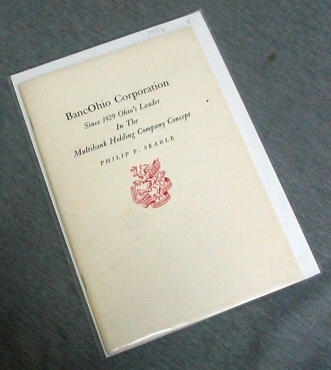 BancOhio Corporation
Since 1929 Ohio's Leader
In The
Multibank Holding Company Concept
PHILIP F. SEARLE